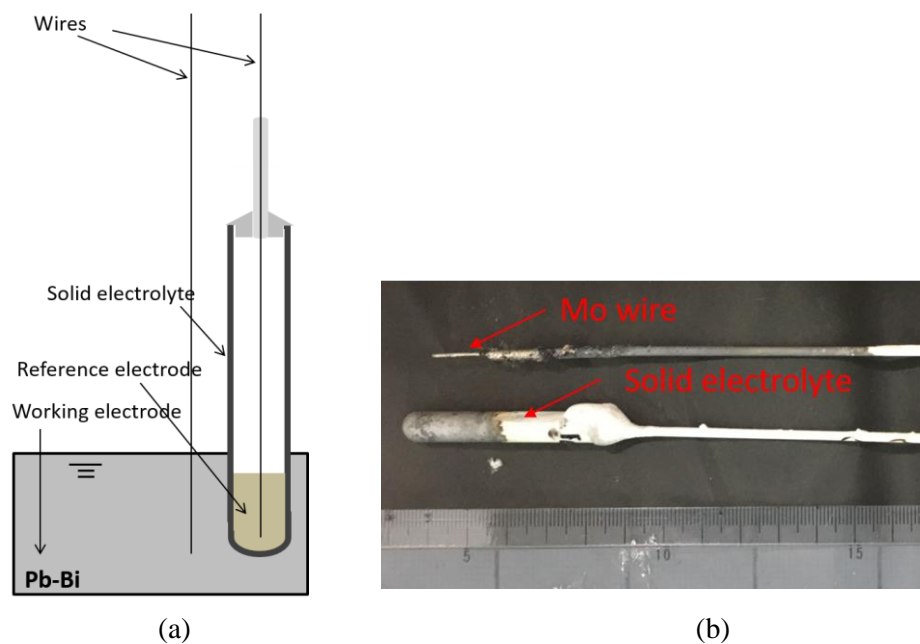 Wires
Solid electrolyte
Reference electrode
Working electrode
Pb-Bi
Mo wire
Solid electrolyte
5
10
15
(a)
(b)